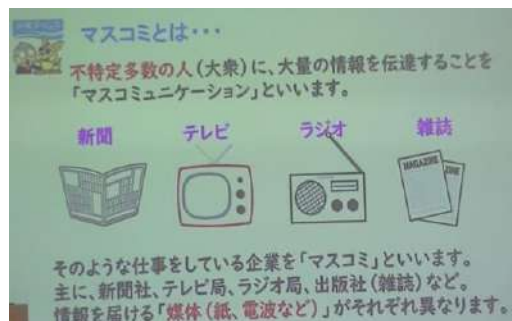 マスコミとは・・・
不特定多数の人(大衆)に、大量の情報を伝達することを
「マスコミュニケーション」といいます。
新聞 テレビ ラジオ 雑誌
MAGAZINE
そのような仕事をしている企業を「マスコミ」といいます。
主に、新聞社、テレビ局、ラジオ局、出版社(雑誌)など。
情報を届ける「媒体(紙、電波など)」がそれぞれ異なります。